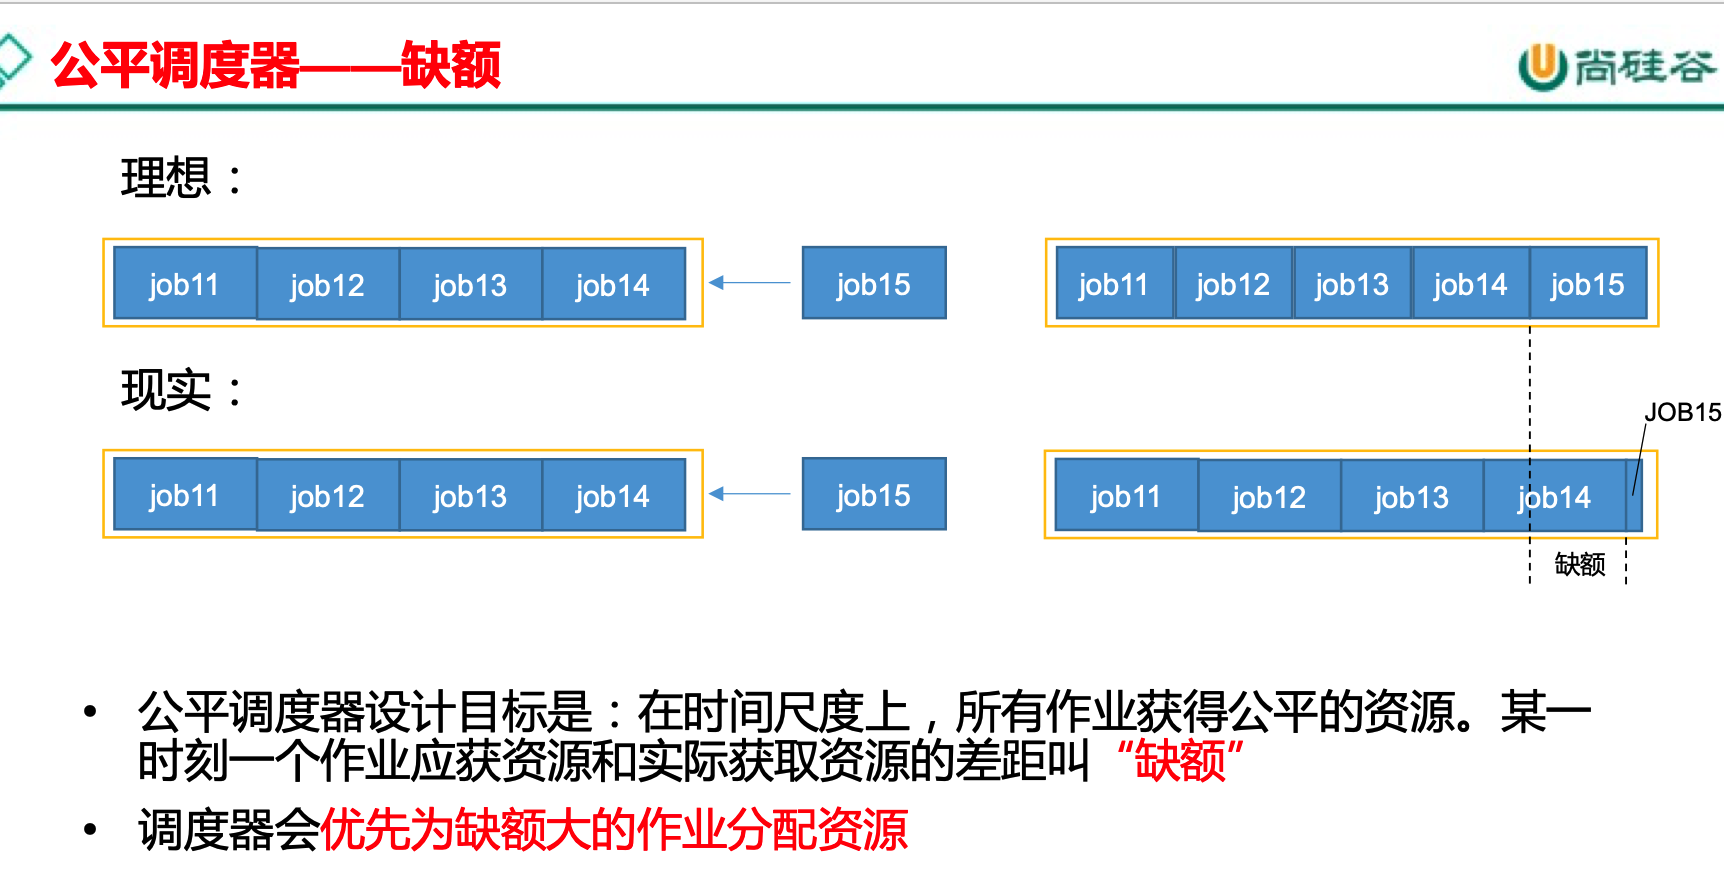 公平调度器——缺额
尚硅谷
理想：
job11 job12 job13 job14 job15 job11 job12 job13 job14 job15
现实：
JOB15
job11 job12 job13 job14 job15 job11 job12 job13 job14
缺额
• 公平调度器设计目标是：在时间尺度上，所有作业获得公平的资源。某一
时刻一个作业应获资源和实际获取资源的差距叫“缺额”
• 调度器会优先为缺额大的作业分配资源